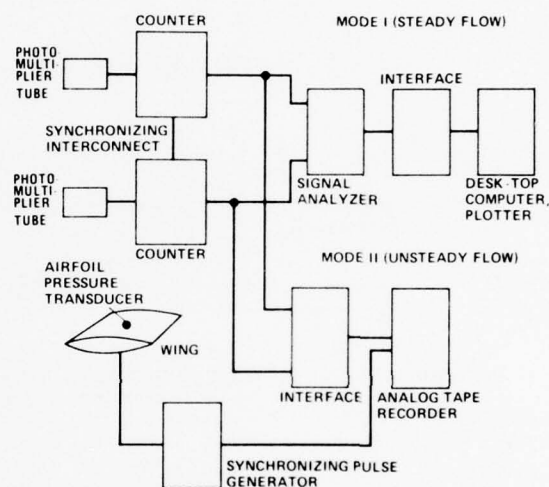 COUNTER
MODE I (STEADY FLOW)
PHOTO
MULTI-
PLIER
TUBE
INTERFACE
SYNCHRONIZING
INTERCONNECT
PHOTO
MULTI-
PLIER
TUBE
SIGNAL
ANALYZER
DESK-TOP
COMPUTER,
PLOTTER
COUNTER
MODE II (UNSTEADY FLOW)
AIRFOIL
PRESSURE
TRANSDUCER
WING
INTERFACE
ANALOG TAPE
RECORDER
SYNCHRONIZING PULSE
GENERATOR